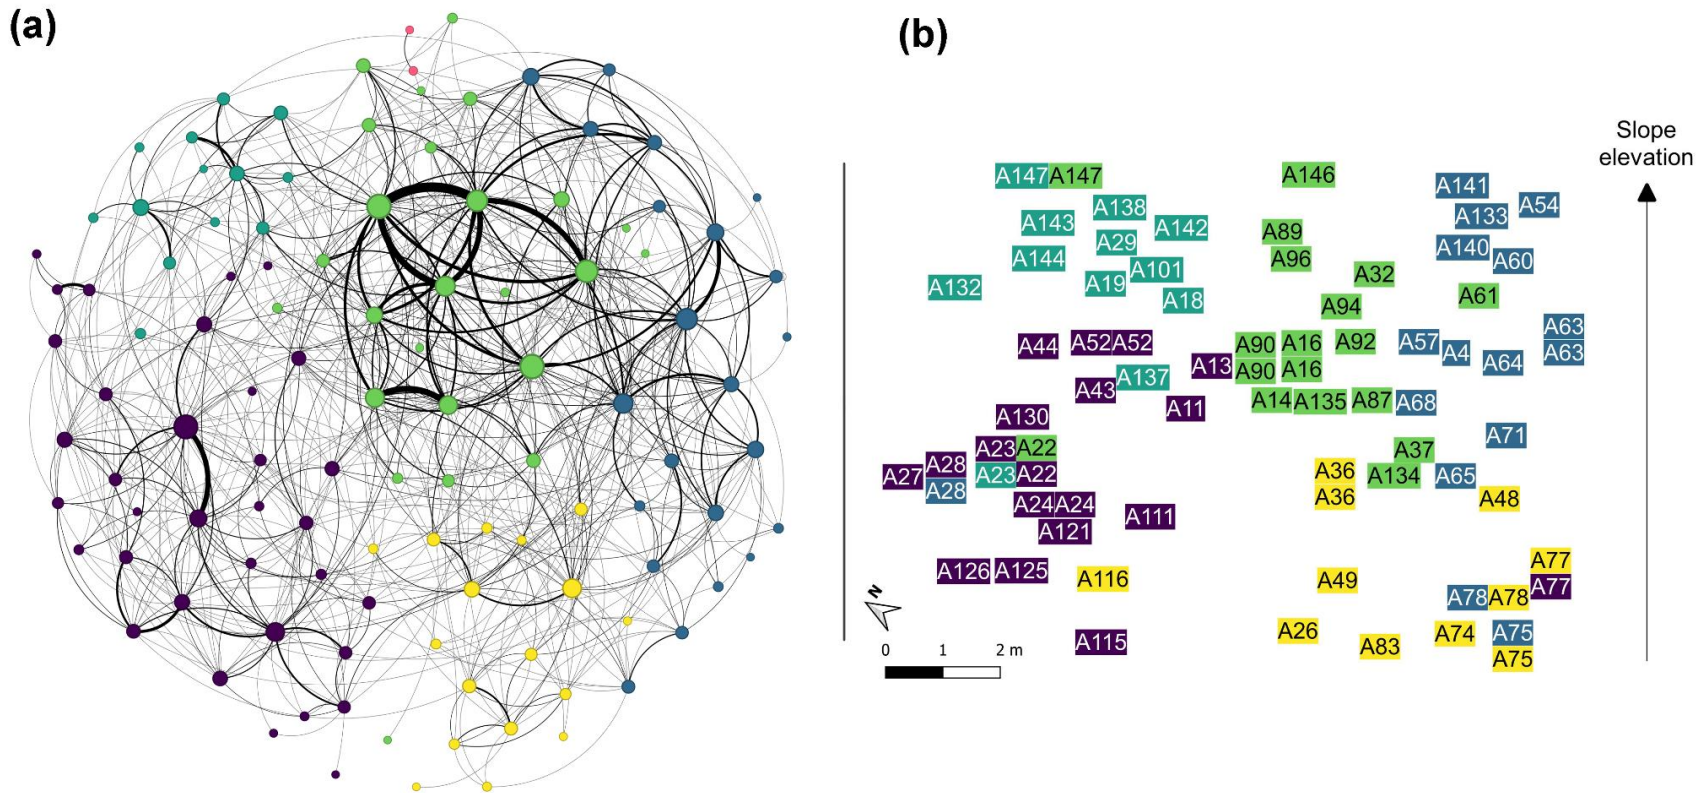 (a)
(b)
Slope
elevation
A147 A147
A146
A141
A54
A138
A133
A143
A142
A89
A29
A140
A144
A96
A60
A101
A32
A132
A19
A61
A18
A94
A63
A44
A52 A52
A90
A16
A92
A57
A4
A63
A13
A90
A16
A64
A137
A43
A11
A14 A135 A87 A68
A130
A71
A23 A22
A37
A28
A27
A23 A22
A36
A134
A65
A28
A36
A48
A24 A24
A111
A121
A77
A126 A125
A116
A49
A77
A78 A78
A26
A74
A75
A115
A83
A75
N
0 1 2 m